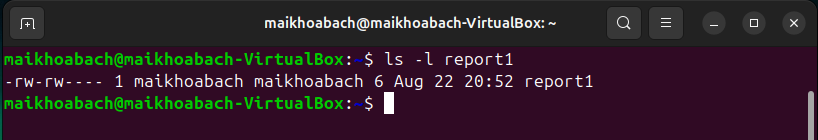 maikhoabach@maikhoabach-VirtualBox: ~
maikhoabach@maikhoabach-VirtualBox:~$ ls -l report1
-rw-rw---- 1 maikhoabach maikhoabach 6 Aug 22 20:52 report1
maikhoabach@maikhoabach-VirtualBox:~$